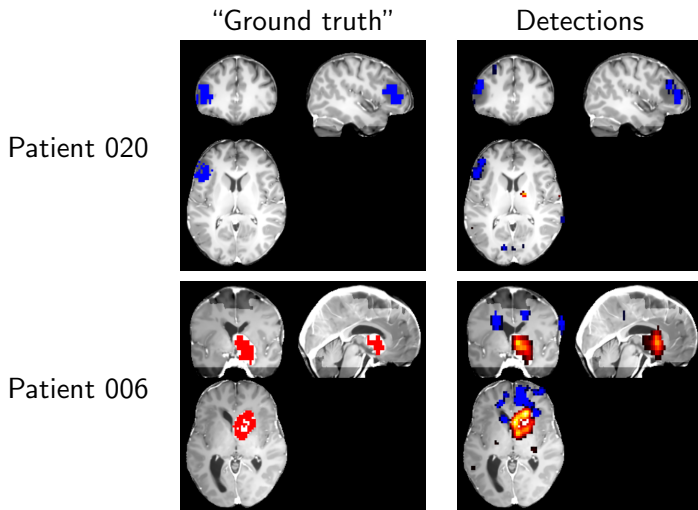 “Ground truth”
Detections
Patient 020
Patient 006